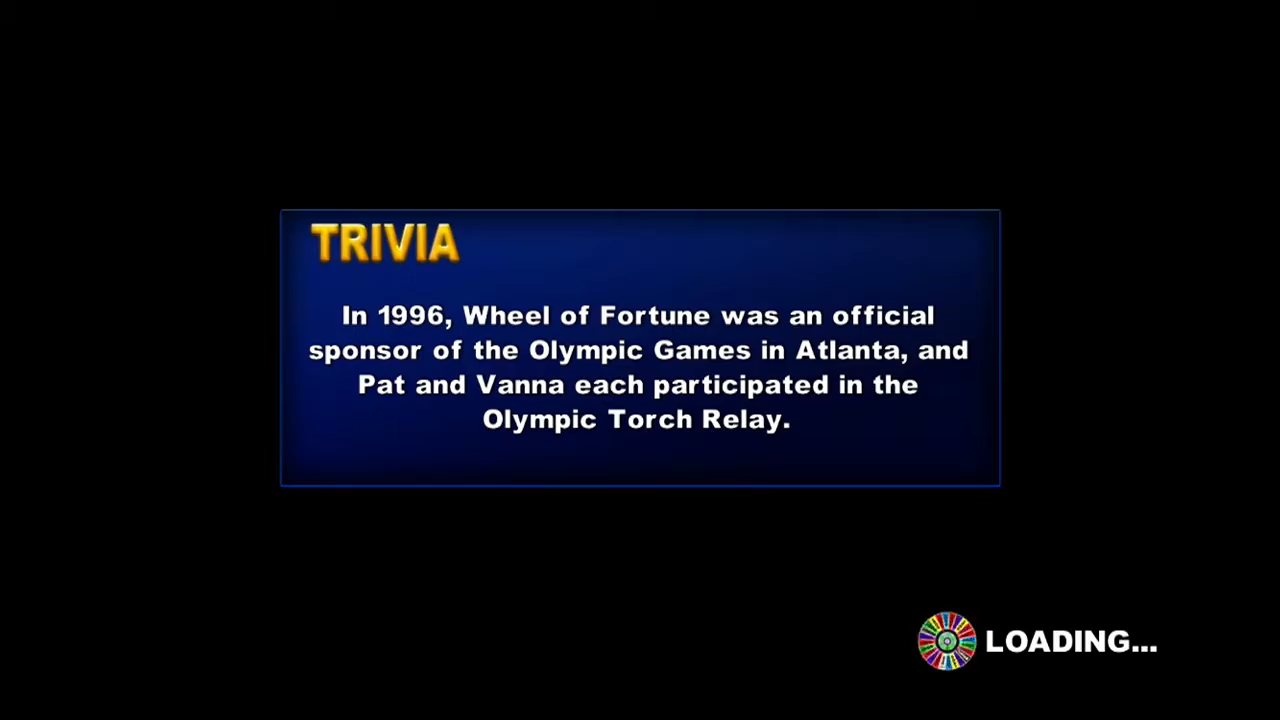 TRIVIA
In 1996, Wheel of Fortune was an official
sponsor of the Olympic Games in Atlanta, and
Pat and Vanna each participated in the
Olympic Torch Relay.
LOADING...